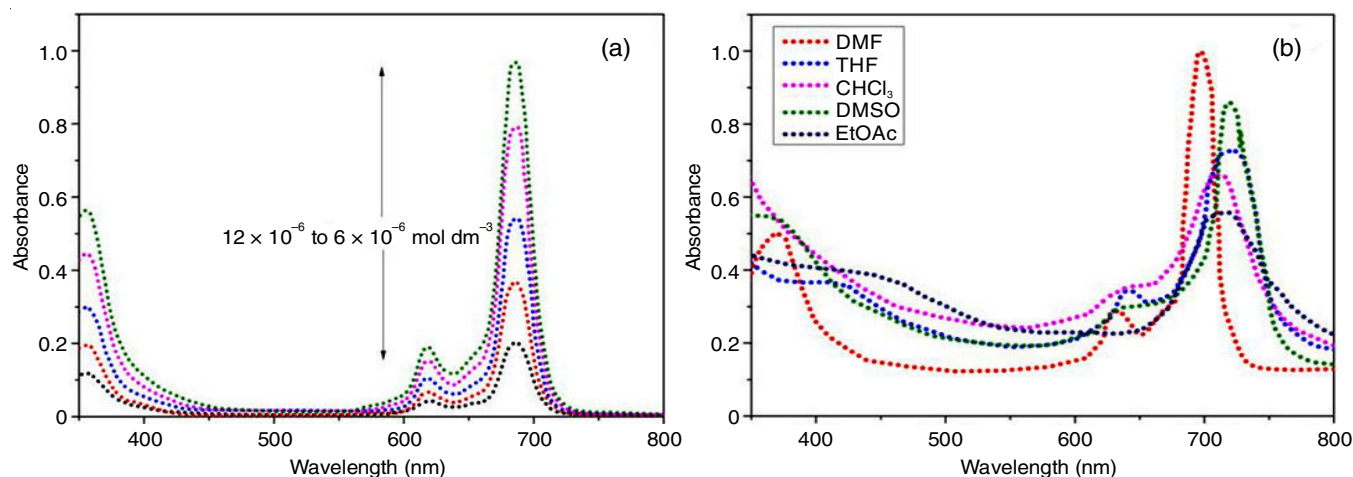 (a)
1.0
0.8
0.6
0.4
0.2
0
Absorbance
12 × 10⁻⁶ to 6 × 10⁻⁶ mol dm⁻³
400
500
600
700
800
Wavelength (nm)
(b)
DMF
THF
CHCl₃
DMSO
EtOAc
1.0
0.8
0.6
0.4
0.2
0
Absorbance
400
500
600
700
800
Wavelength (nm)